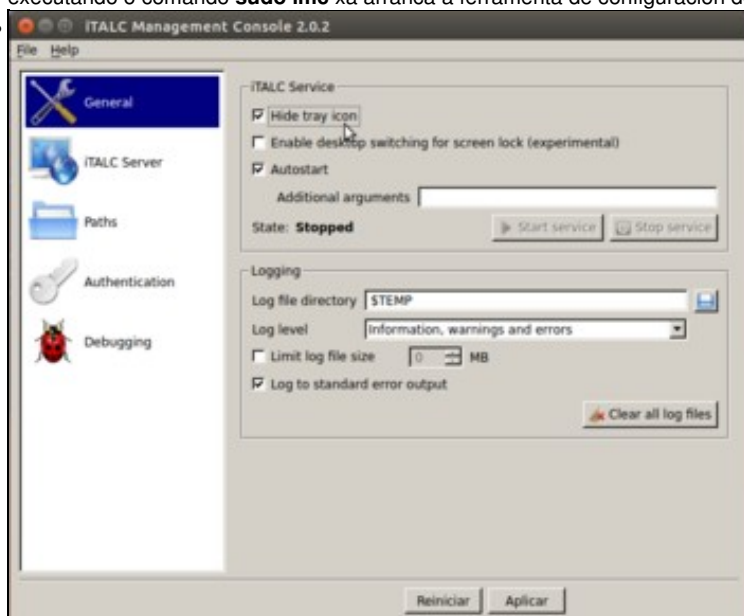 executando o comando sudo imc xa arranca a ferramenta de configuración d
iTALC Management Console 2.0.2
File Help
General
iTALC Server
Paths
Authentication
Debugging
iTALC Service
Hide tray icon
Enable desktop switching for screen lock (experimental)
Autostart
Additional arguments
State: Stopped
Start service
Stop service
Logging
Log file directory $TEMP
Log level Information, warnings and errors
Limit log file size 0 MB
Log to standard error output
Clear all log files
Reiniciar Aplicar